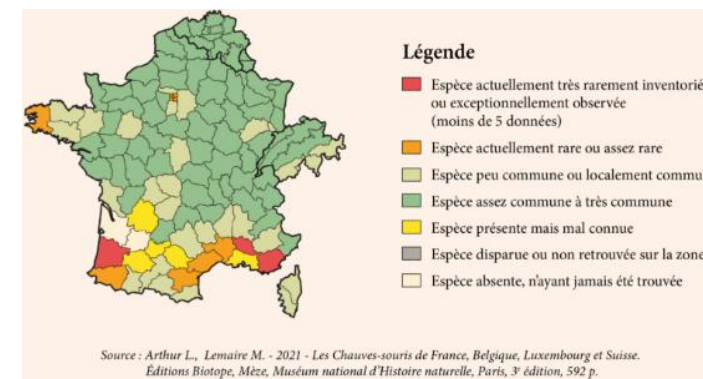 Légende
Espèce actuellement très rarement inventorié
ou exceptionnellement observée
(moins de 5 données)
Espèce actuellement rare ou assez rare
Espèce peu commune ou localement commu
Espèce assez commune à très commune
Espèce présente mais mal connue
Espèce disparue ou non retrouvée sur la zone
Espèce absente, n'ayant jamais été trouvée
Source : Arthur L., Lemaire M. - 2021 - Les Chauves-souris de France, Belgique, Luxembourg et Suisse.
Éditions Biotope, Mèze, Muséum national d'Histoire naturelle, Paris, 3e édition, 592 p.